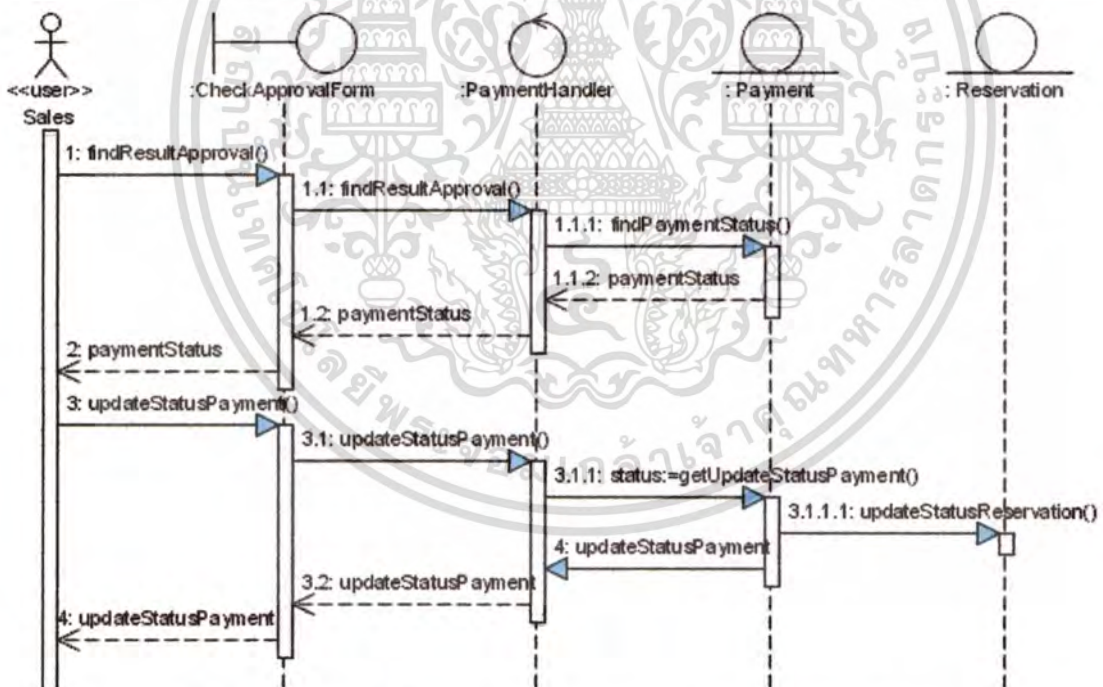 <<user>>
Sales
:CheckApprovalForm
:PaymentHandler
: Payment
: Reservation
1: findResultApproval()
1.1: findResultApproval()
1.1.1: findPaymentStatus()
1.1.2: paymentStatus
1.2: paymentStatus
2: paymentStatus
3: updateStatusPayment()
3.1: updateStatusPayment()
3.1.1: status:=getUpdateStatusPayment()
3.1.1.1: updateStatusReservation()
4: updateStatusPayment
3.2: updateStatusPayment
4: updateStatusPayment